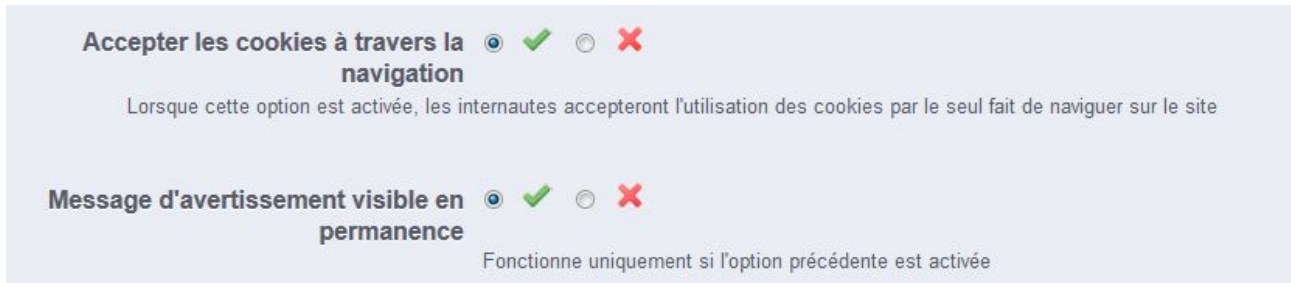 Accepter les cookies à travers la
navigation
Lorsque cette option est activée, les internautes accepteront l'utilisation des cookies par le seul fait de naviguer sur le site
Message d'avertissement visible en
permanence
Fonctionne uniquement si l'option précédente est activée